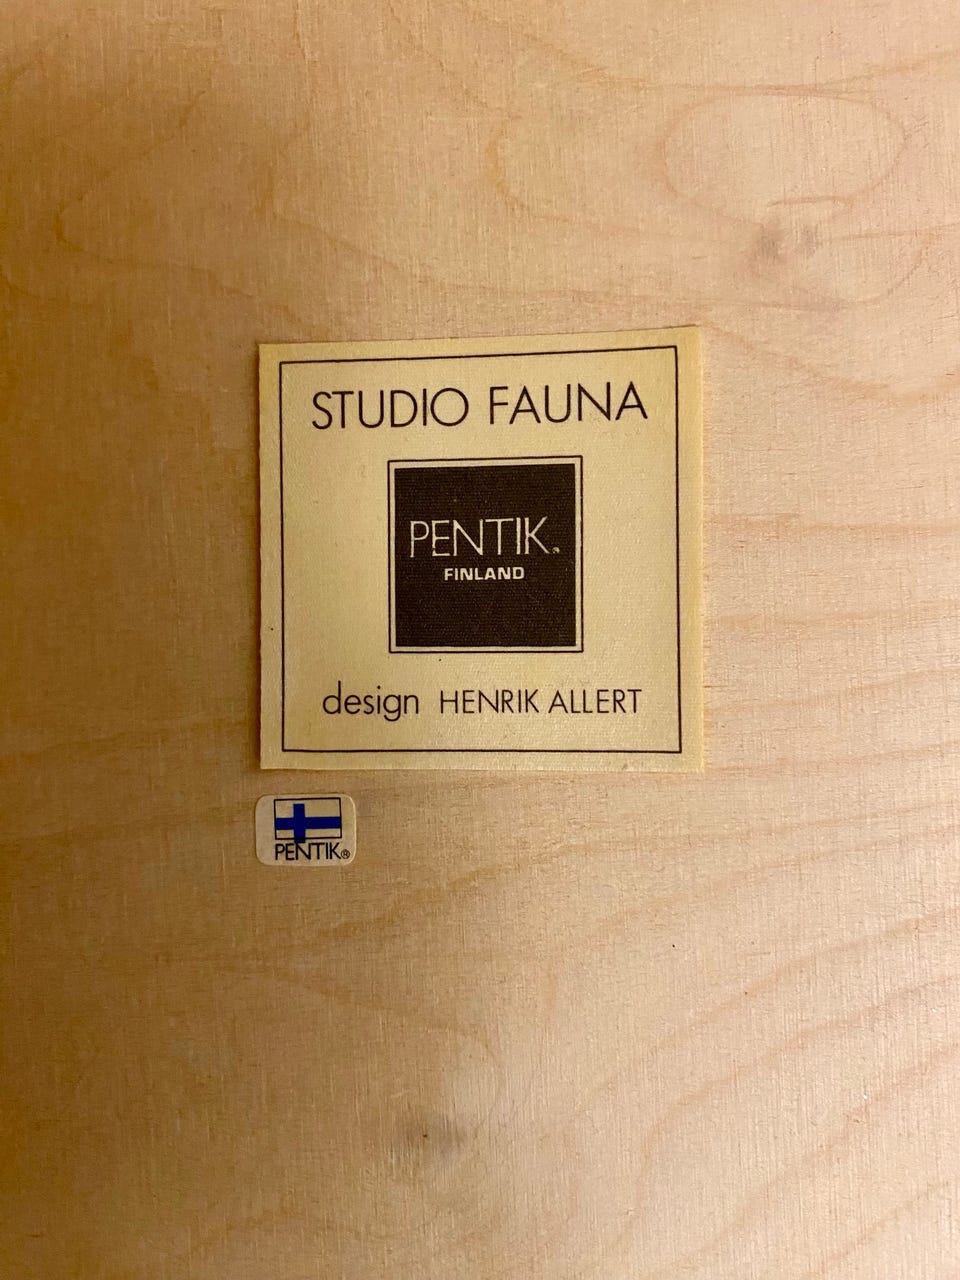 STUDIO FAUNA
PENTIK®
FINLAND
design HENRIK ALLERT
PENTIK®